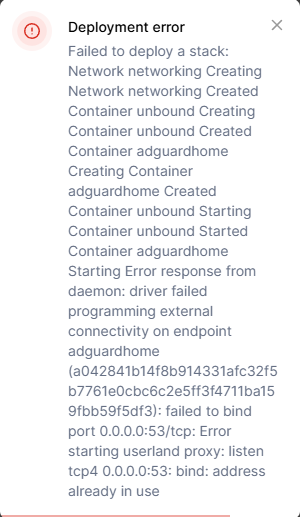 Deployment error
Failed to deploy a stack:
Network networking Creating
Network networking Created
Container unbound Creating
Container unbound Created
Container adguardhome
Creating Container
adguardhome Created
Container unbound Starting
Container unbound Started
Container adguardhome
Starting Error response from
daemon: driver failed
programming external
connectivity on endpoint
adguardhome
(a042841b14f8b914331afc32f5
b7761e0cbc6c2e5ff3f4711ba15
9fbb59f5df3): failed to bind
port 0.0.0.0:53/tcp: Error
starting userland proxy: listen
tcp4 0.0.0.0:53: bind: address
already in use